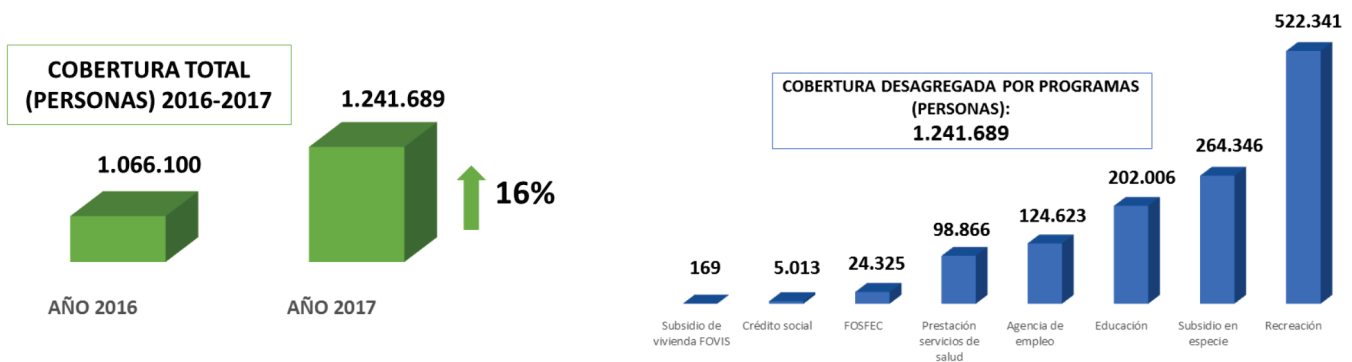 COBERTURA TOTAL
(PERSONAS) 2016-2017
1.066.100
1.241.689
16%
AÑO 2016
AÑO 2017
COBERTURA DESAGREGADA POR PROGRAMAS
(PERSONAS):
1.241.689
169
5.013
24.325
98.866
124.623
202.006
264.346
522.341
Subsidio de
vivienda FOVIS
Crédito social
FOSFEC
Prestación
servicios de
salud
Agencia de
empleo
Educación
Subsidio en
especie
Recreación